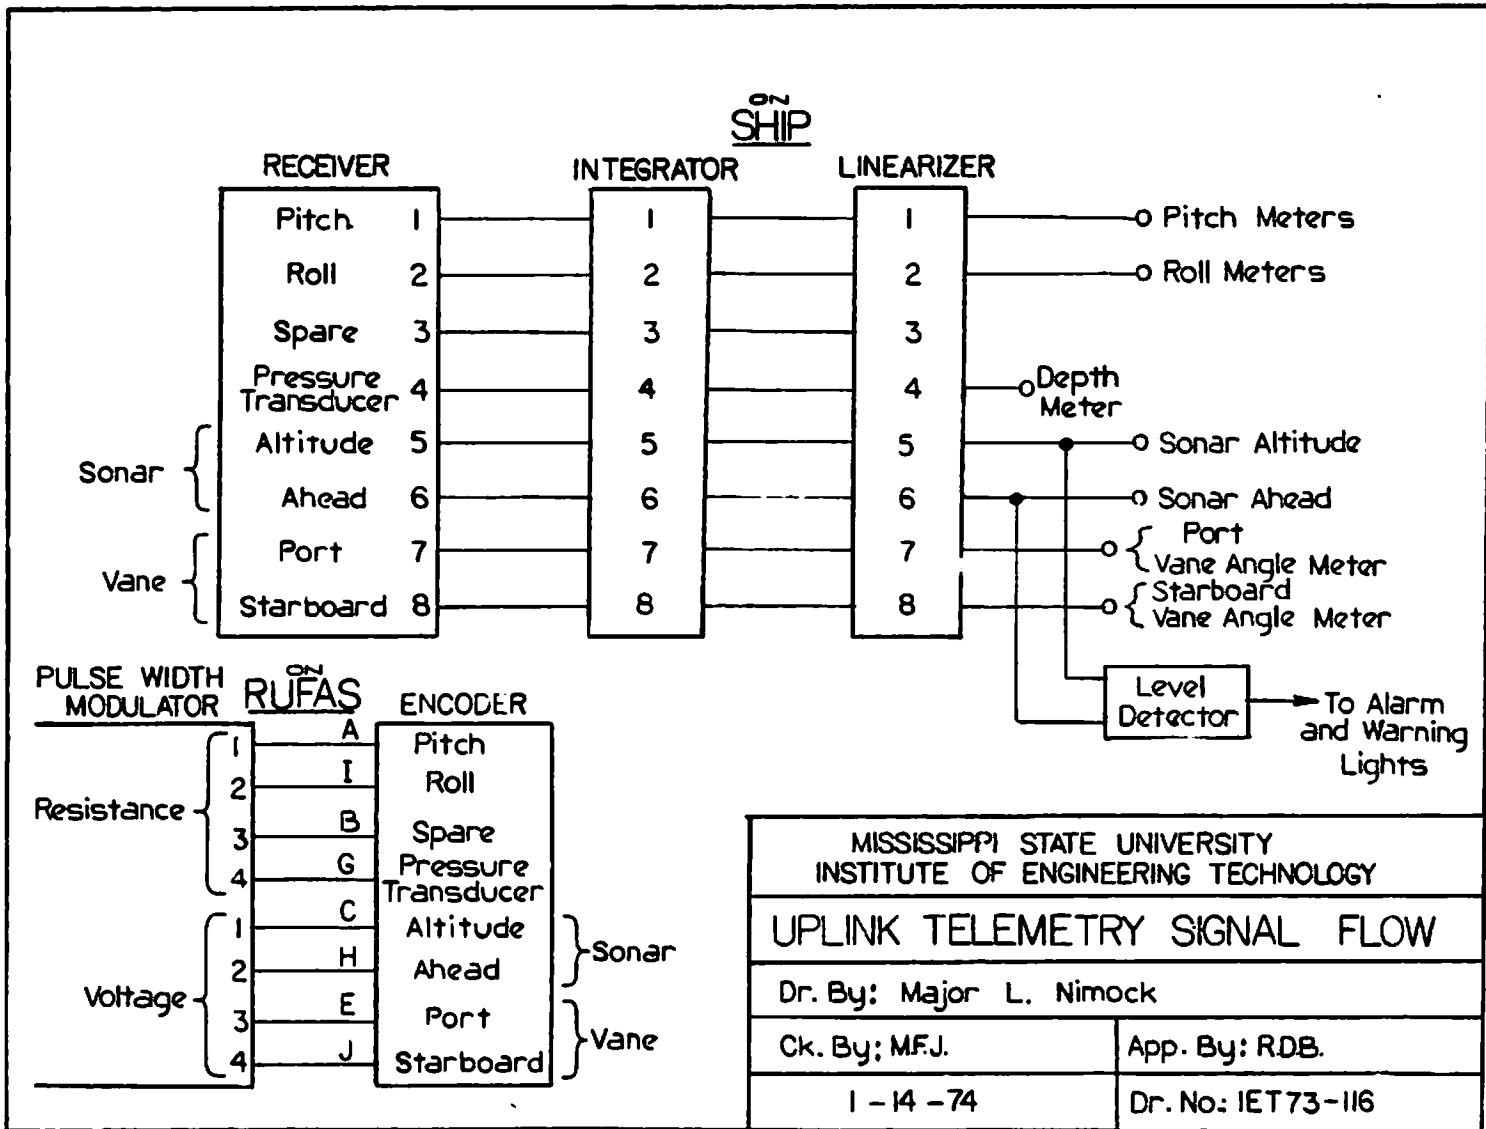 ON
SHIP
RECEIVER
INTEGRATOR
LINEARIZER
Pitch 1
1
1
Pitch Meters
Roll 2
2
2
Roll Meters
Spare 3
3
3
Pressure
Transducer 4
4
4
Depth
Meter
Sonar
Altitude 5
5
5
Sonar Altitude
Ahead 6
6
6
Sonar Ahead
Vane
Port 7
7
7
Port
Vane Angle Meter
Starboard 8
8
8
Starboard
Vane Angle Meter
Level
Detector
To Alarm
and Warning
Lights
PULSE WIDTH
MODULATOR
ON
RUFAS
ENCODER
Resistance
1 A Pitch
2 I Roll
3 B Spare
4 G Pressure
Transducer
Voltage
1 C Altitude
2 H Ahead
Sonar
3 E Port
4 J Starboard
Vane
MISSISSIPPI STATE UNIVERSITY
INSTITUTE OF ENGINEERING TECHNOLOGY
UPLINK TELEMETRY SIGNAL FLOW
Dr. By: Major L. Nimock
Ck. By: M.F.J.
App. By: R.D.B.
1-14-74
Dr. No.: IET73-116